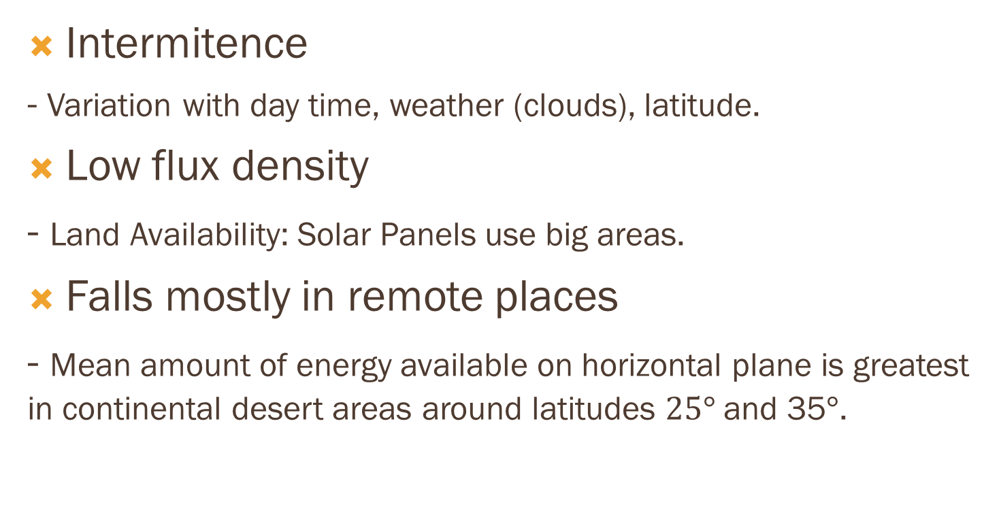 ✖ Intermitence
- Variation with day time, weather (clouds), latitude.
✖ Low flux density
- Land Availability: Solar Panels use big areas.
✖ Falls mostly in remote places
- Mean amount of energy available on horizontal plane is greatest
in continental desert areas around latitudes 25° and 35°.